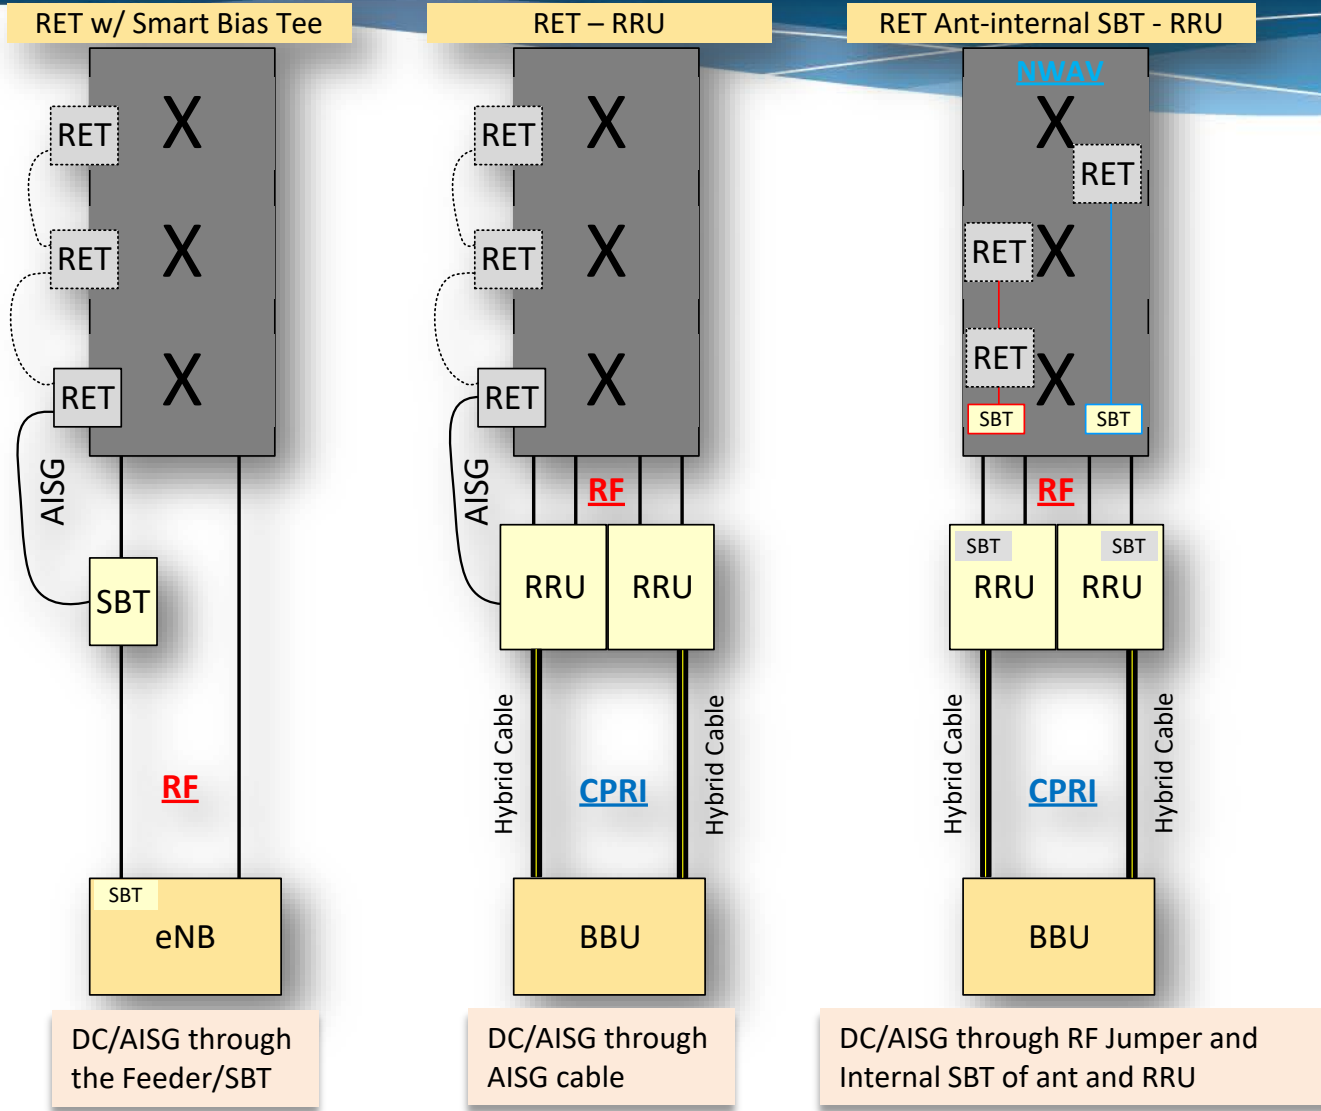 RET w/ Smart Bias Tee
RET
RET
RET
AISG
SBT
RF
SBT
eNB
DC/AISG through
the Feeder/SBT
RET – RRU
RET
RET
RET
AISG
RF
RRU
RRU
Hybrid Cable
CPRI
Hybrid Cable
BBU
DC/AISG through
AISG cable
RET Ant-internal SBT - RRU
NWAV
RET
RET
RET
SBT
SBT
RF
SBT
SBT
RRU
RRU
Hybrid Cable
CPRI
Hybrid Cable
BBU
DC/AISG through RF Jumper and
Internal SBT of ant and RRU